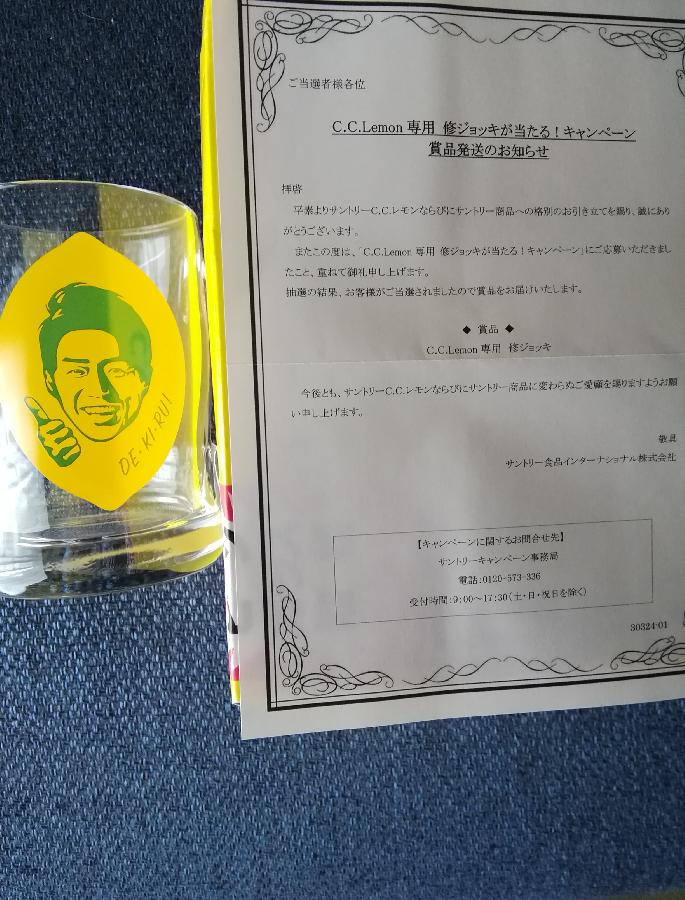 ご当選者様各位
C.C.Lemon 専用 修ジョッキが当たる！キャンペーン
賞品発送のお知らせ
拝啓
平素よりサントリーC.C.レモンならびにサントリー商品への格別のお引き立てを賜り、誠にあり
がとうございます。
またこの度は、「C.C.Lemon 専用 修ジョッキが当たる！キャンペーン」にご応募いただきまし
たこと、重ねて御礼申し上げます。
抽選の結果、お客様がご当選されましたので賞品をお届けいたします。
◆ 賞品 ◆
C.C.Lemon 専用 修ジョッキ
今後とも、サントリーC.C.レモンならびにサントリー商品に変わらぬご愛顧を賜りますようお願
い申し上げます。
敬具
サントリー食品インターナショナル株式会社
【キャンペーンに関するお問合せ先】
サントリーキャンペーン事務局
電話：0120-573-336
受付時間：9：00～17：30（土・日・祝日を除く）
30324-01
DE・KI・RU!